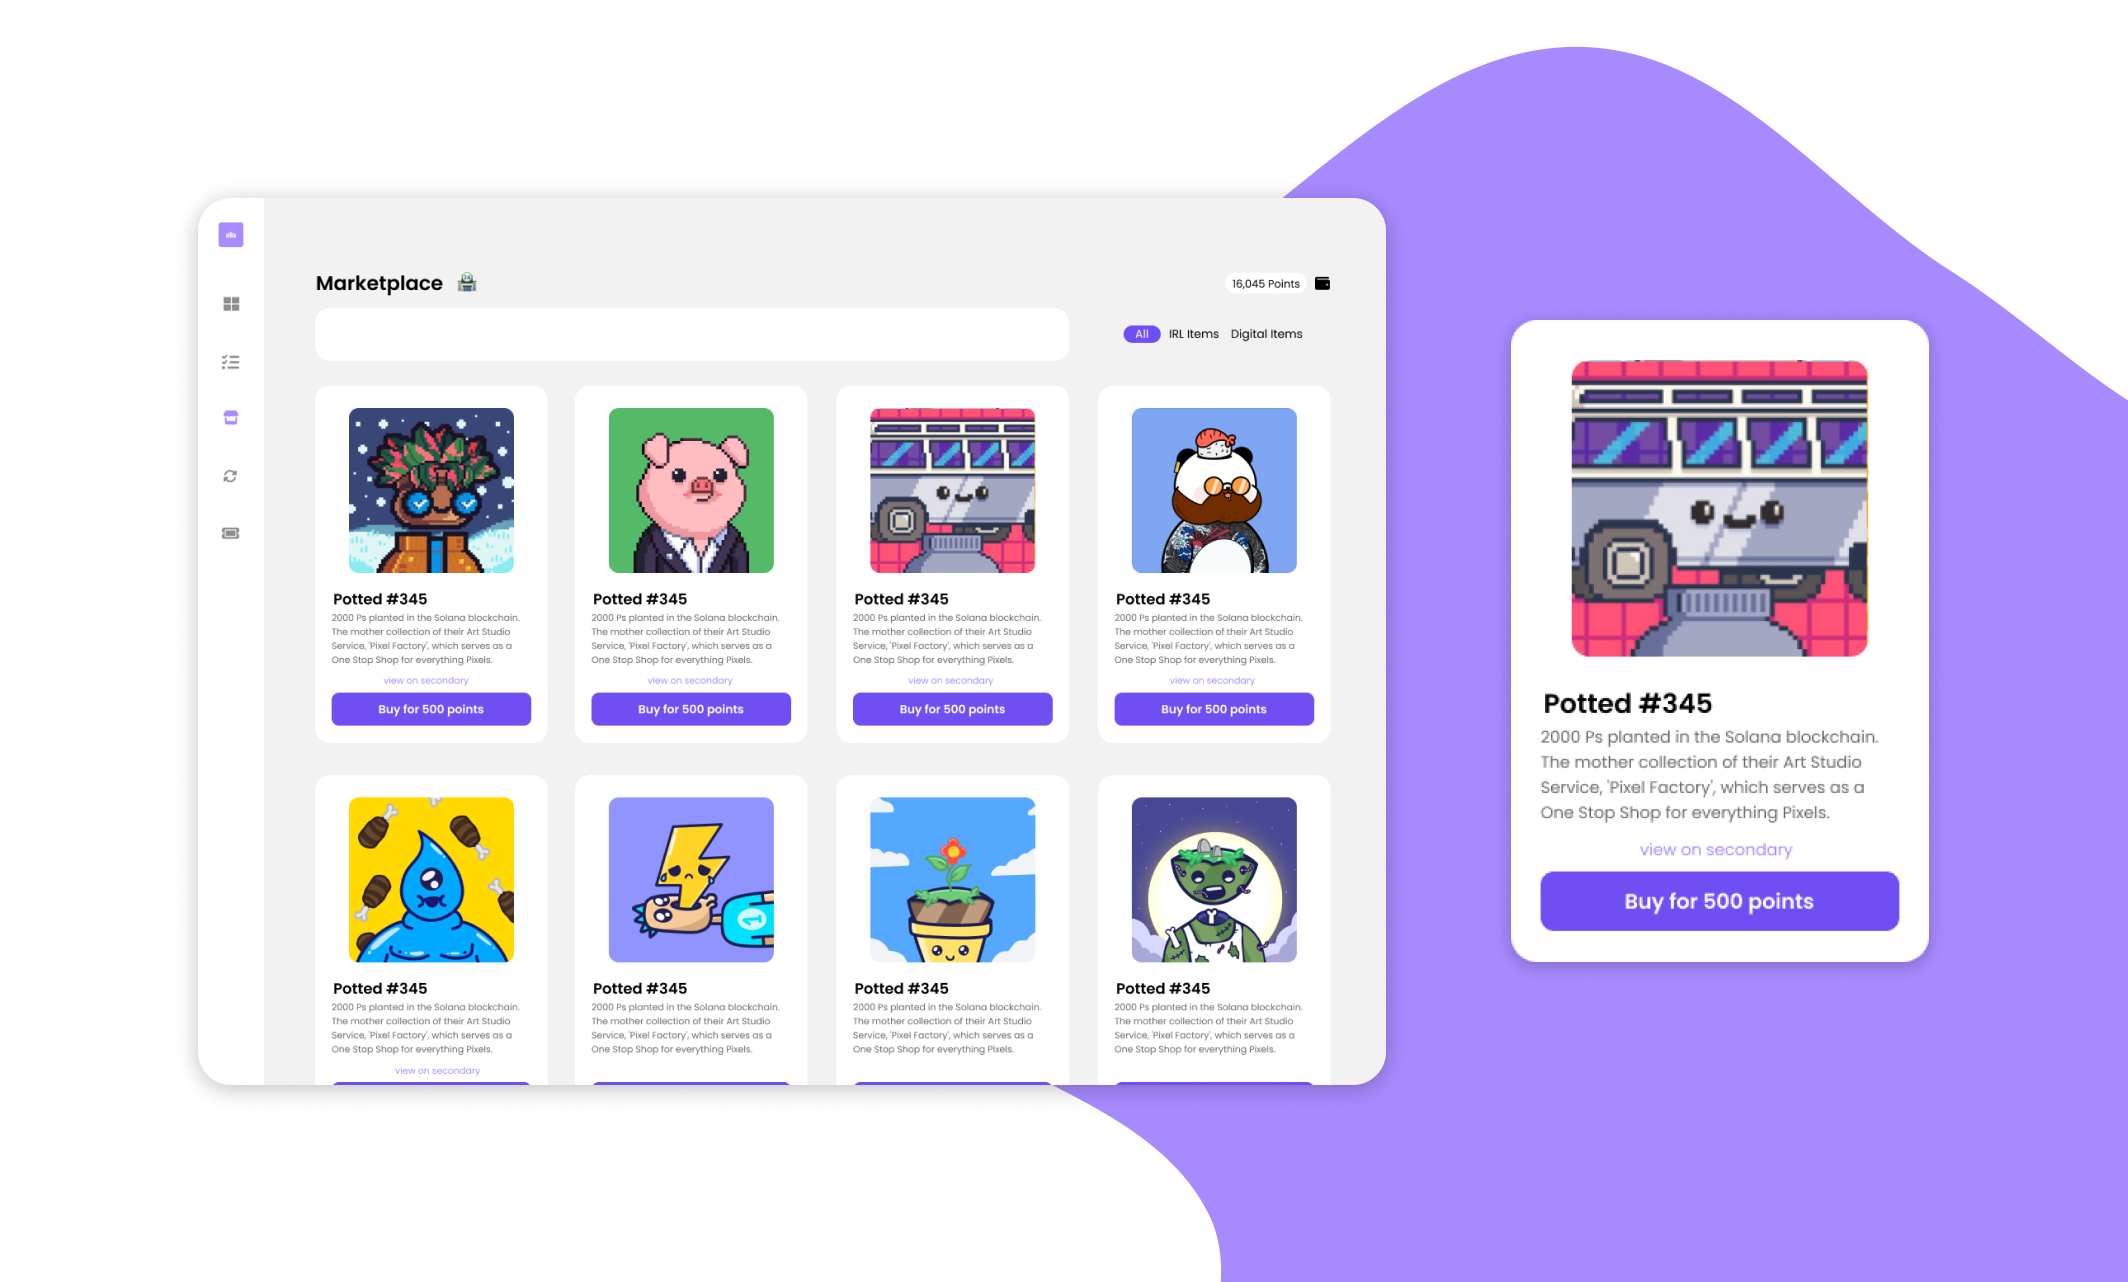 Marketplace
16,045 Points
All IRL Items Digital Items
Potted #345
2000 Ps planted in the Solana blockchain.
The mother collection of their Art Studio
Service, 'Pixel Factory', which serves as a
One Stop Shop for everything Pixels.
view on secondary
Buy for 500 points
Potted #345
2000 Ps planted in the Solana blockchain.
The mother collection of their Art Studio
Service, 'Pixel Factory', which serves as a
One Stop Shop for everything Pixels.
view on secondary
Buy for 500 points
Potted #345
2000 Ps planted in the Solana blockchain.
The mother collection of their Art Studio
Service, 'Pixel Factory', which serves as a
One Stop Shop for everything Pixels.
view on secondary
Buy for 500 points
Potted #345
2000 Ps planted in the Solana blockchain.
The mother collection of their Art Studio
Service, 'Pixel Factory', which serves as a
One Stop Shop for everything Pixels.
view on secondary
Buy for 500 points
1
Potted #345
2000 Ps planted in the Solana blockchain.
The mother collection of their Art Studio
Service, 'Pixel Factory', which serves as a
One Stop Shop for everything Pixels.
view on secondary
Potted #345
2000 Ps planted in the Solana blockchain.
The mother collection of their Art Studio
Service, 'Pixel Factory', which serves as a
One Stop Shop for everything Pixels.
Potted #345
2000 Ps planted in the Solana blockchain.
The mother collection of their Art Studio
Service, 'Pixel Factory', which serves as a
One Stop Shop for everything Pixels.
Potted #345
2000 Ps planted in the Solana blockchain.
The mother collection of their Art Studio
Service, 'Pixel Factory', which serves as a
One Stop Shop for everything Pixels.
Potted #345
2000 Ps planted in the Solana blockchain.
The mother collection of their Art Studio
Service, 'Pixel Factory', which serves as a
One Stop Shop for everything Pixels.
view on secondary
Buy for 500 points